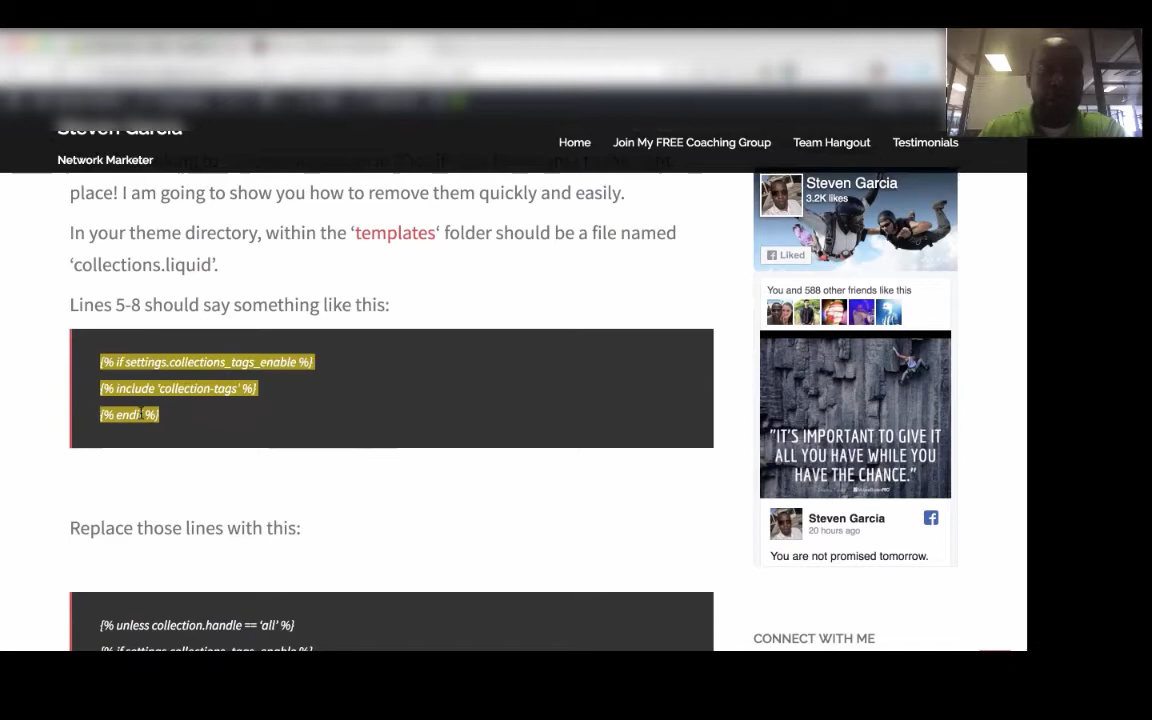 Steven Garcia
Network Marketer
Home
Join My FREE Coaching Group
Team Hangout
Testimonials
place! I am going to show you how to remove them quickly and easily.
In your theme directory, within the ‘templates‘ folder should be a file named
‘collections.liquid’.
Lines 5-8 should say something like this:
{% if settings.collections_tags_enable %}
{% include 'collection-tags' %}
{% endif %}
Replace those lines with this:
{% unless collection.handle == ‘all’ %}
{% if settings.collections_tags_enable %}
Steven Garcia
3.2K likes
Liked
You and 588 other friends like this
"IT'S IMPORTANT TO GIVE IT
ALL YOU HAVE WHILE YOU
HAVE THE CHANCE."
Steven Garcia
20 hours ago
You are not promised tomorrow.
CONNECT WITH ME